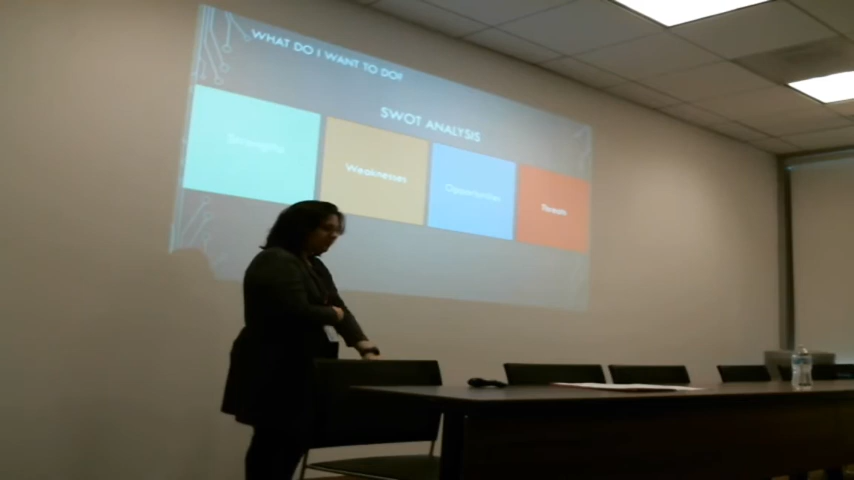 WHAT DO I WANT TO DO?
SWOT ANALYSIS
Strengths
Weaknesses
Opportunities
Threats